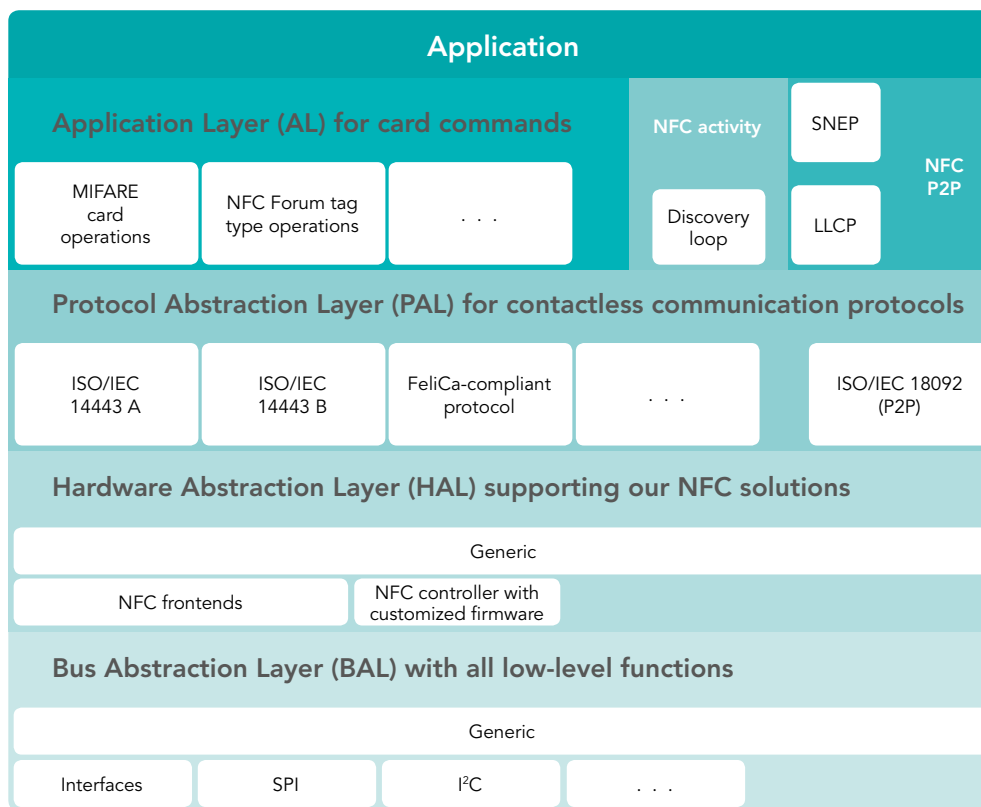 Application
Application Layer (AL) for card commands
NFC activity
SNEP
NFC
P2P
MIFARE
card
operations
NFC Forum tag
type operations
. . .
Discovery
loop
LLCP
Protocol Abstraction Layer (PAL) for contactless communication protocols
ISO/IEC
14443 A
ISO/IEC
14443 B
FeliCa-compliant
protocol
. . .
ISO/IEC 18092
(P2P)
Hardware Abstraction Layer (HAL) supporting our NFC solutions
Generic
NFC frontends
NFC controller with
customized firmware
Bus Abstraction Layer (BAL) with all low-level functions
Generic
Interfaces
SPI
I²C
. . .